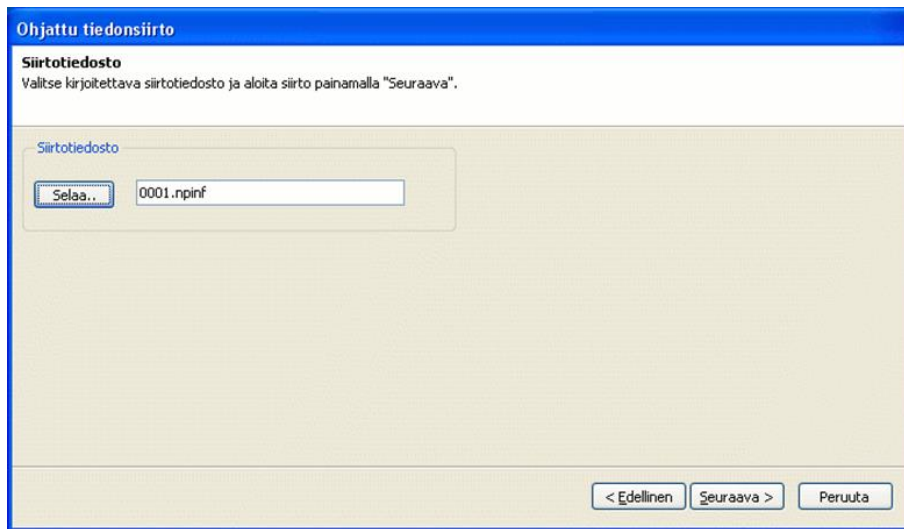 Ohjattu tiedonsiirto
Siirtotiedosto
Valitse kirjoitettava siirtotiedosto ja aloita siirto painamalla "Seuraava".
Siirtotiedosto
Selaa.. 0001.npinf
< Edellinen Seuraava > Peruuta